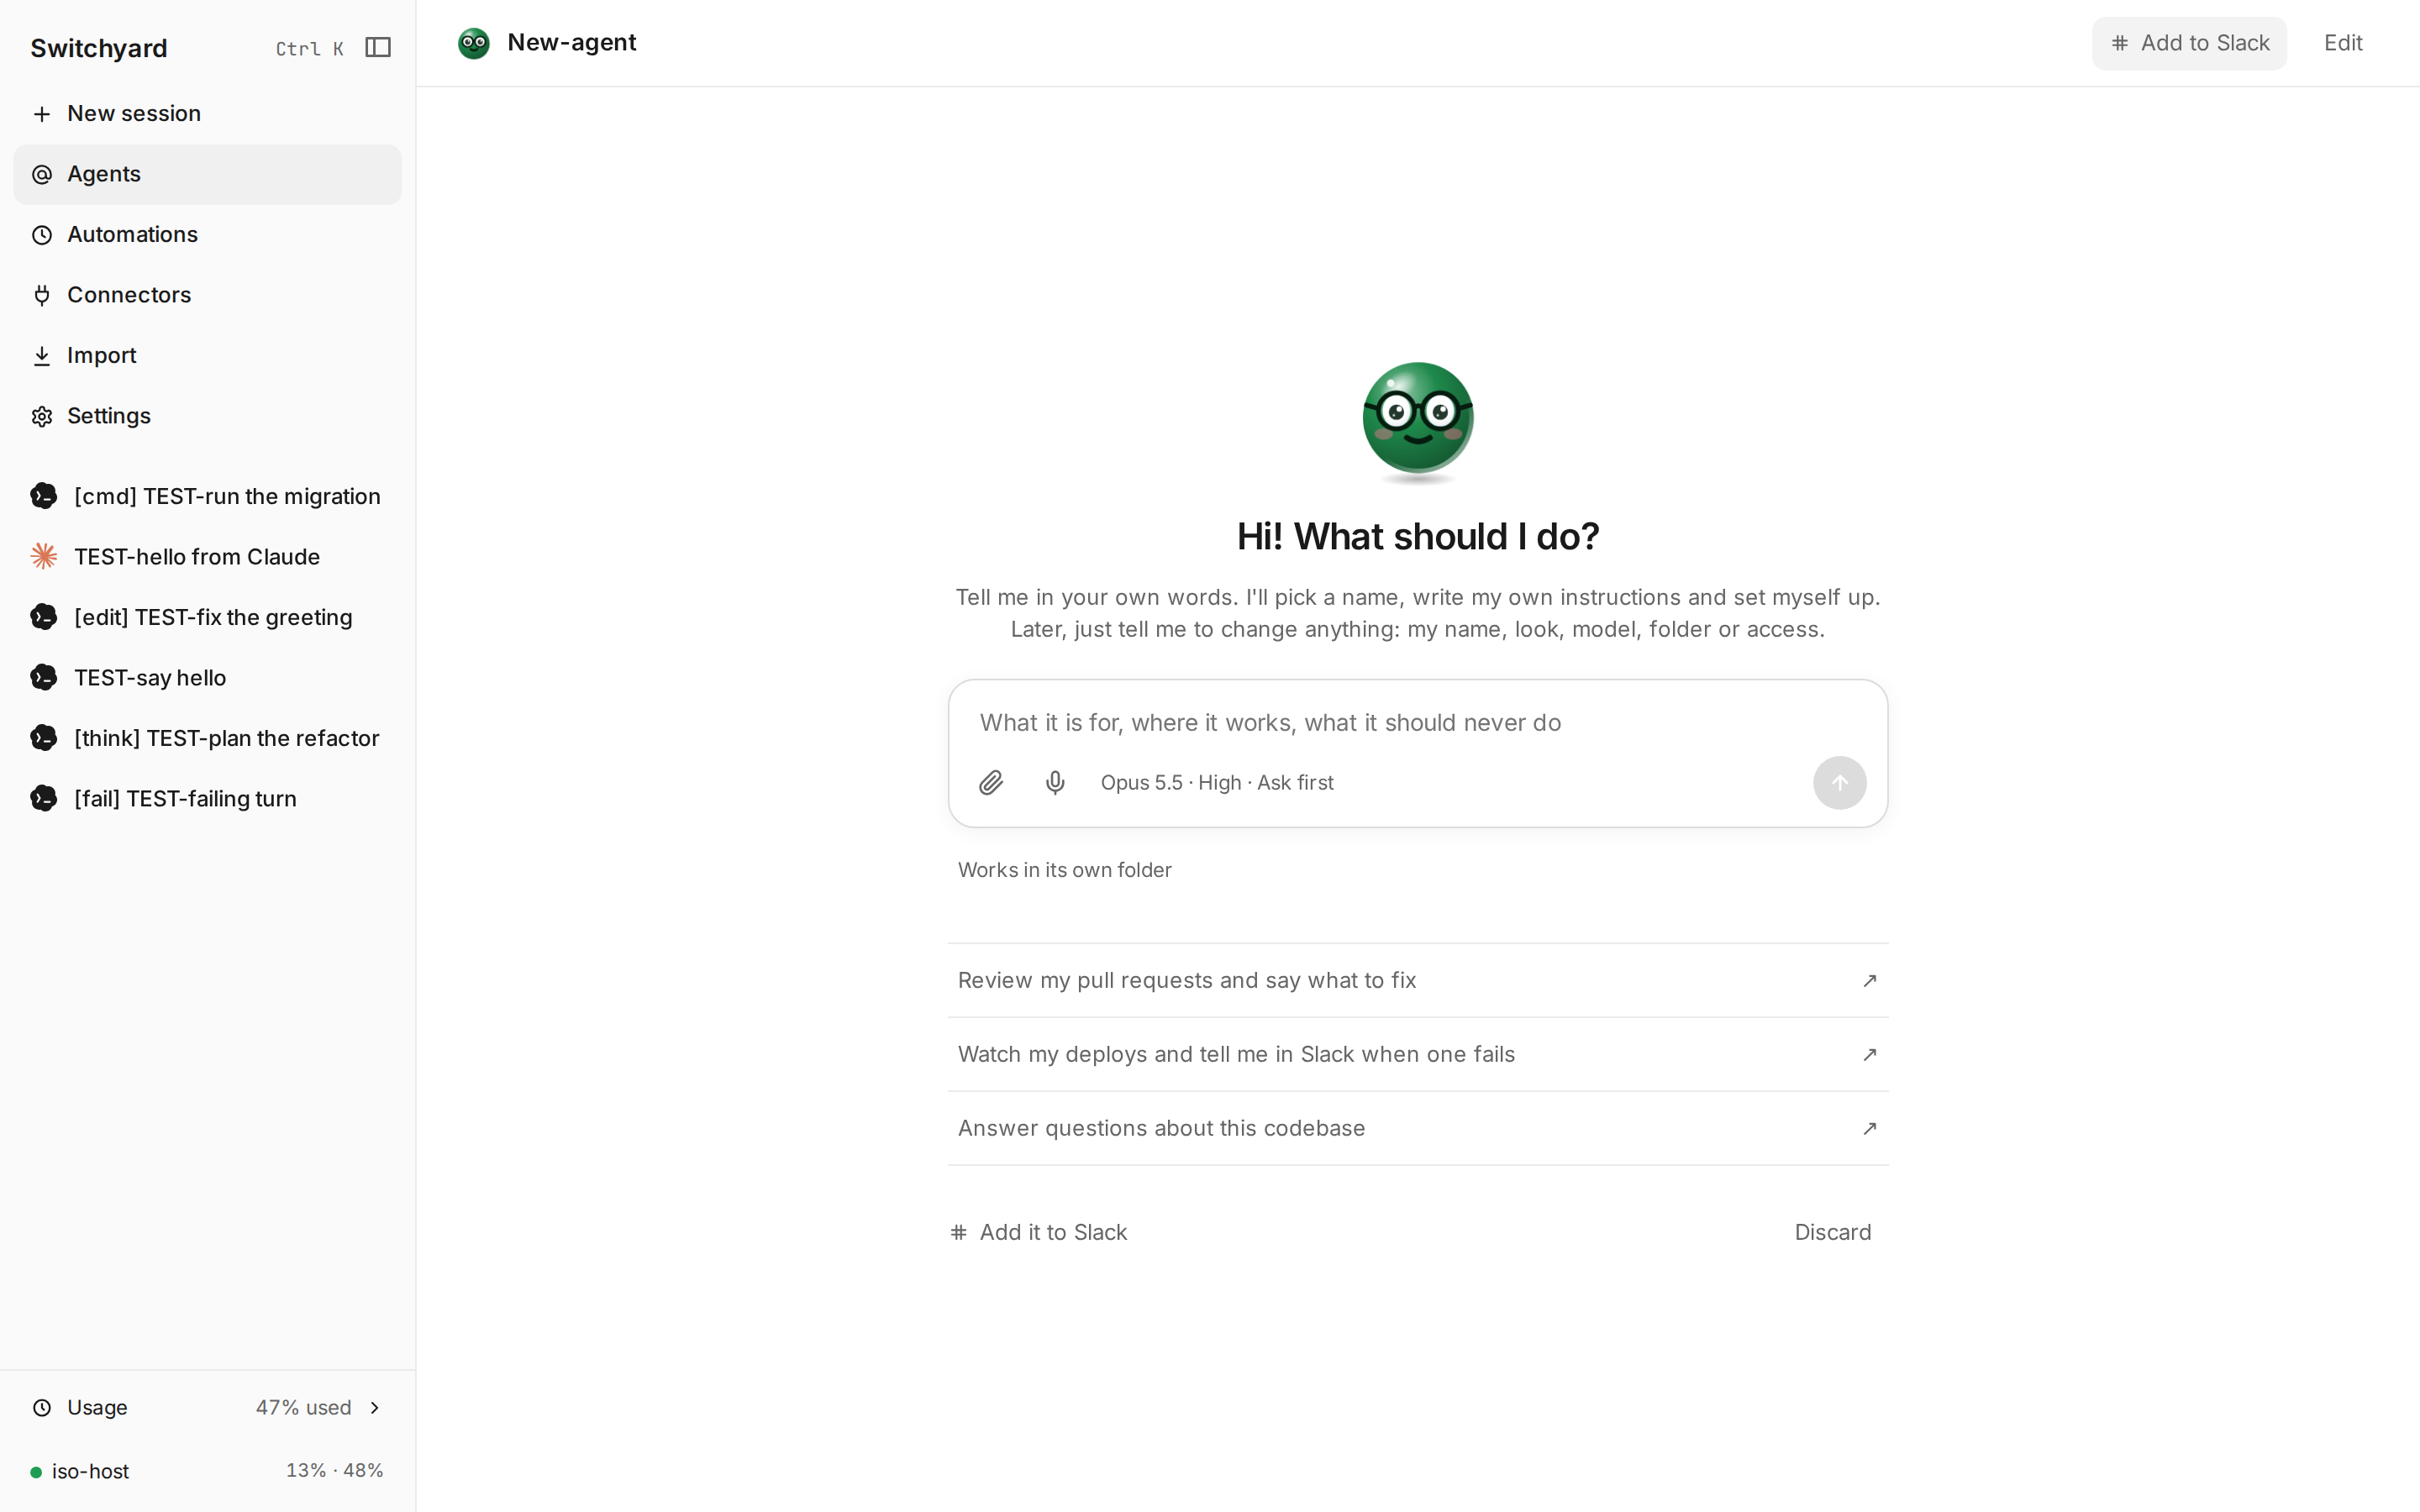 Switchyard
Ctrl K
New session
Agents
Automations
Connectors
Import
Settings
[cmd] TEST-run the migration
TEST-hello from Claude
[edit] TEST-fix the greeting
TEST-say hello
[think] TEST-plan the refactor
[fail] TEST-failing turn
Usage
47% used
iso-host
13% · 48%
New-agent
Add to Slack
Edit
Hi! What should I do?
Tell me in your own words. I'll pick a name, write my own instructions and set myself up.
Later, just tell me to change anything: my name, look, model, folder or access.
What it is for, where it works, what it should never do
Opus 5.5 · High · Ask first
Works in its own folder
Review my pull requests and say what to fix
Watch my deploys and tell me in Slack when one fails
Answer questions about this codebase
Add it to Slack
Discard